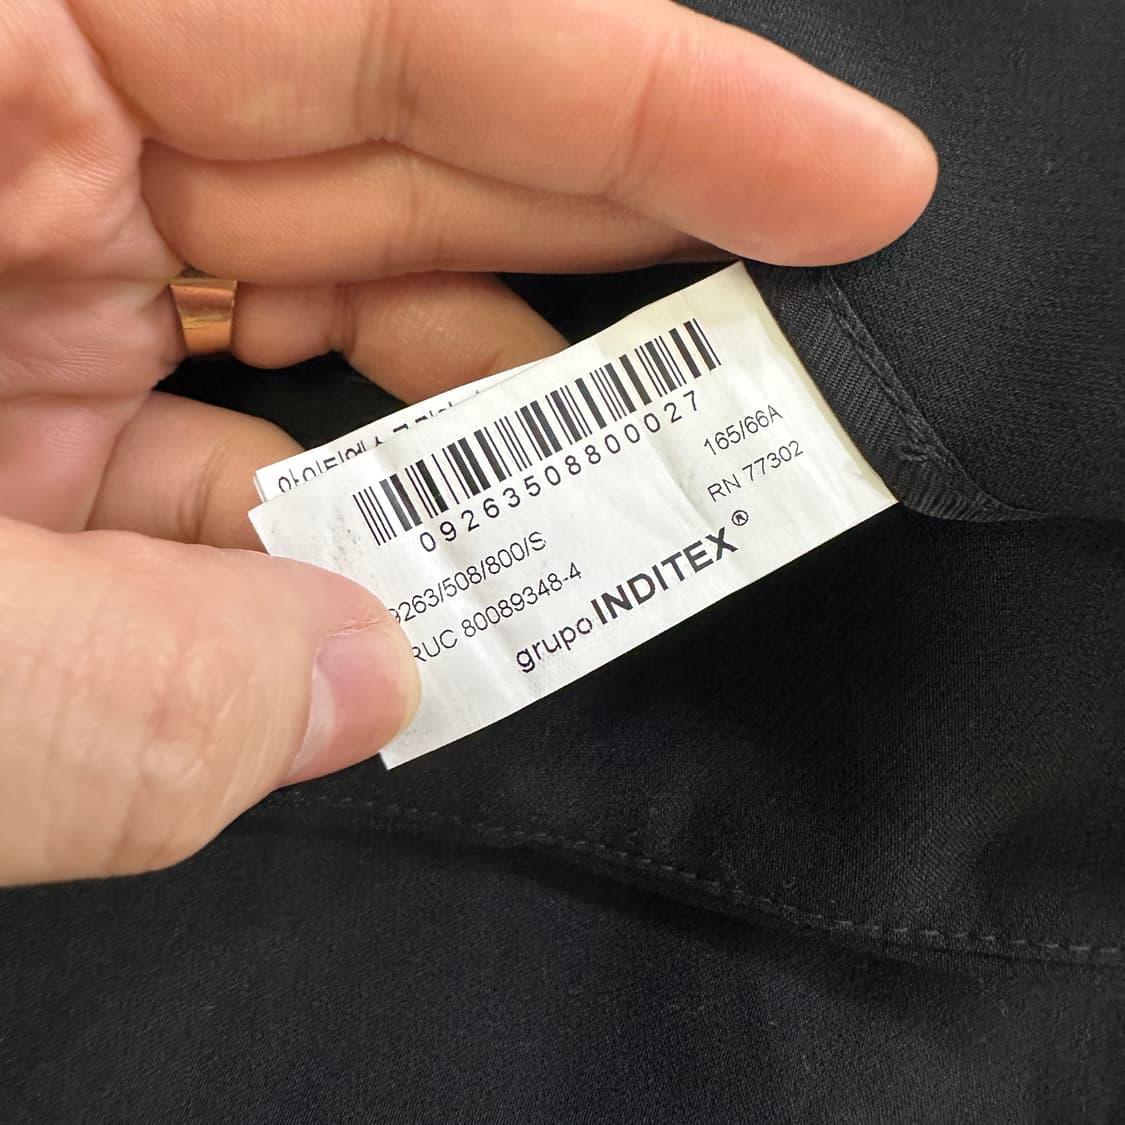 09263508800027
165/66A
9263/508/800/S
RN 77302
RUC 80089348-4
grupo INDITEX®